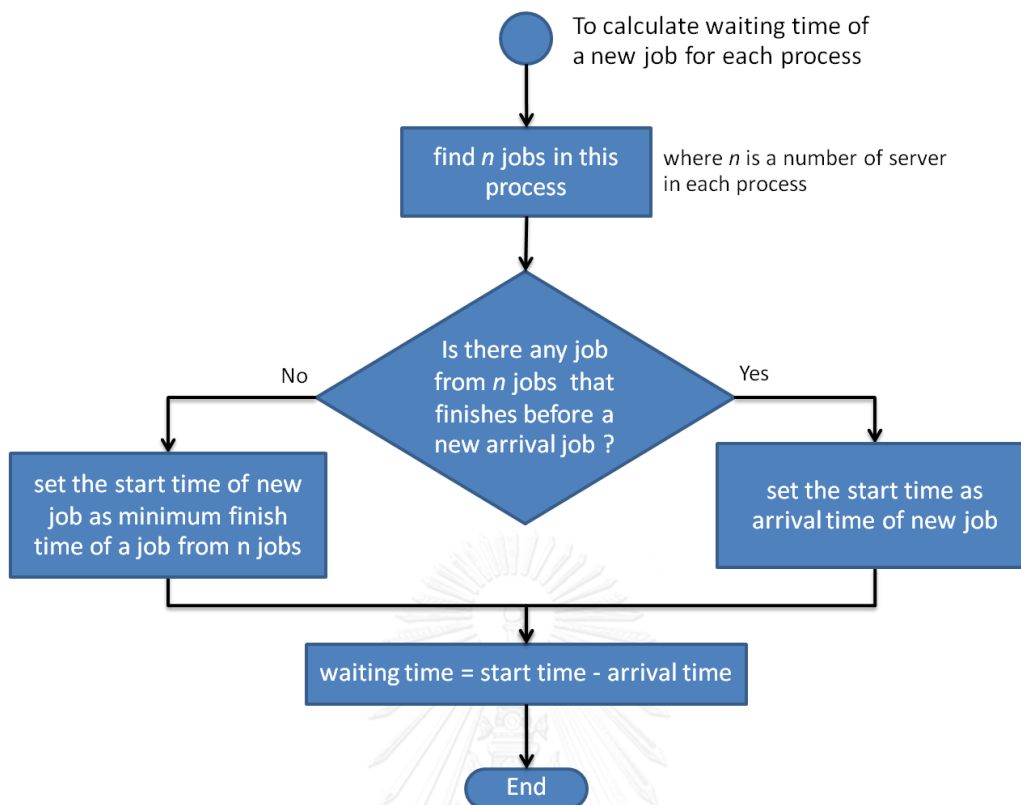 To calculate waiting time of
a new job for each process
find n jobs in this
process
where n is a number of server
in each process
Is there any job
from n jobs that
finishes before a
new arrival job ?
No
Yes
set the start time of new
job as minimum finish
time of a job from n jobs
set the start time as
arrival time of new job
waiting time = start time - arrival time
End